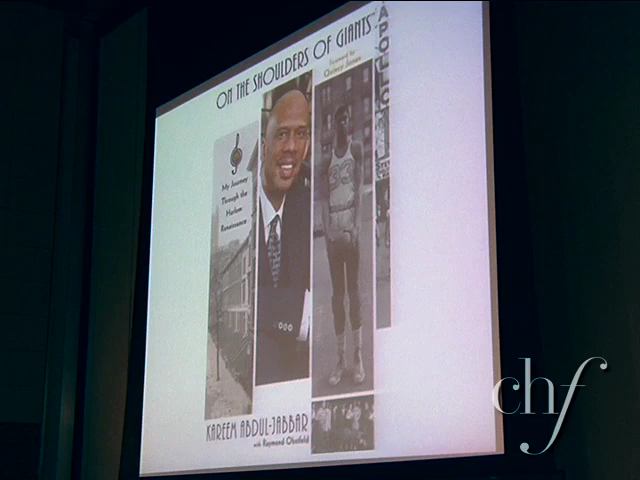 ON THE SHOULDERS OF GIANTS
Foreword by
Quincy Jones
APOLLO
My Journey
Through the
Harlem
Renaissance
33
KAREEM ABDUL-JABBAR
with Raymond Obstfeld
chf